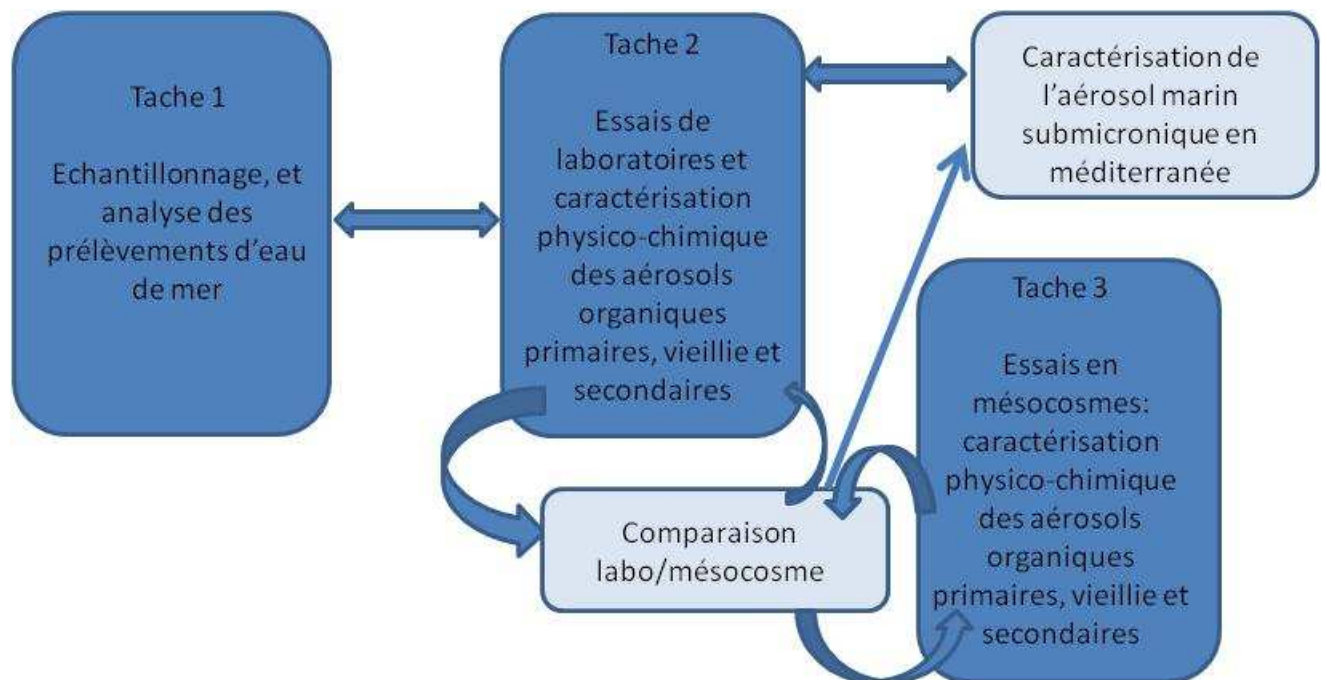 Tache 1
Echantillonnage, et
analyse des
prélèvements d’eau
de mer
Tache 2
Essais de
laboratoires et
caractérisation
physico-chimique
des aérosols
organiques
primaires, vieillie et
secondaires
Caractérisation de
l’aérosol marin
submicronique en
méditerranée
Tache 3
Essais en
mésocosmes:
caractérisation
physico-chimique
des aérosols
organiques
primaires, vieillie et
secondaires
Comparaison
labo/mésocosme